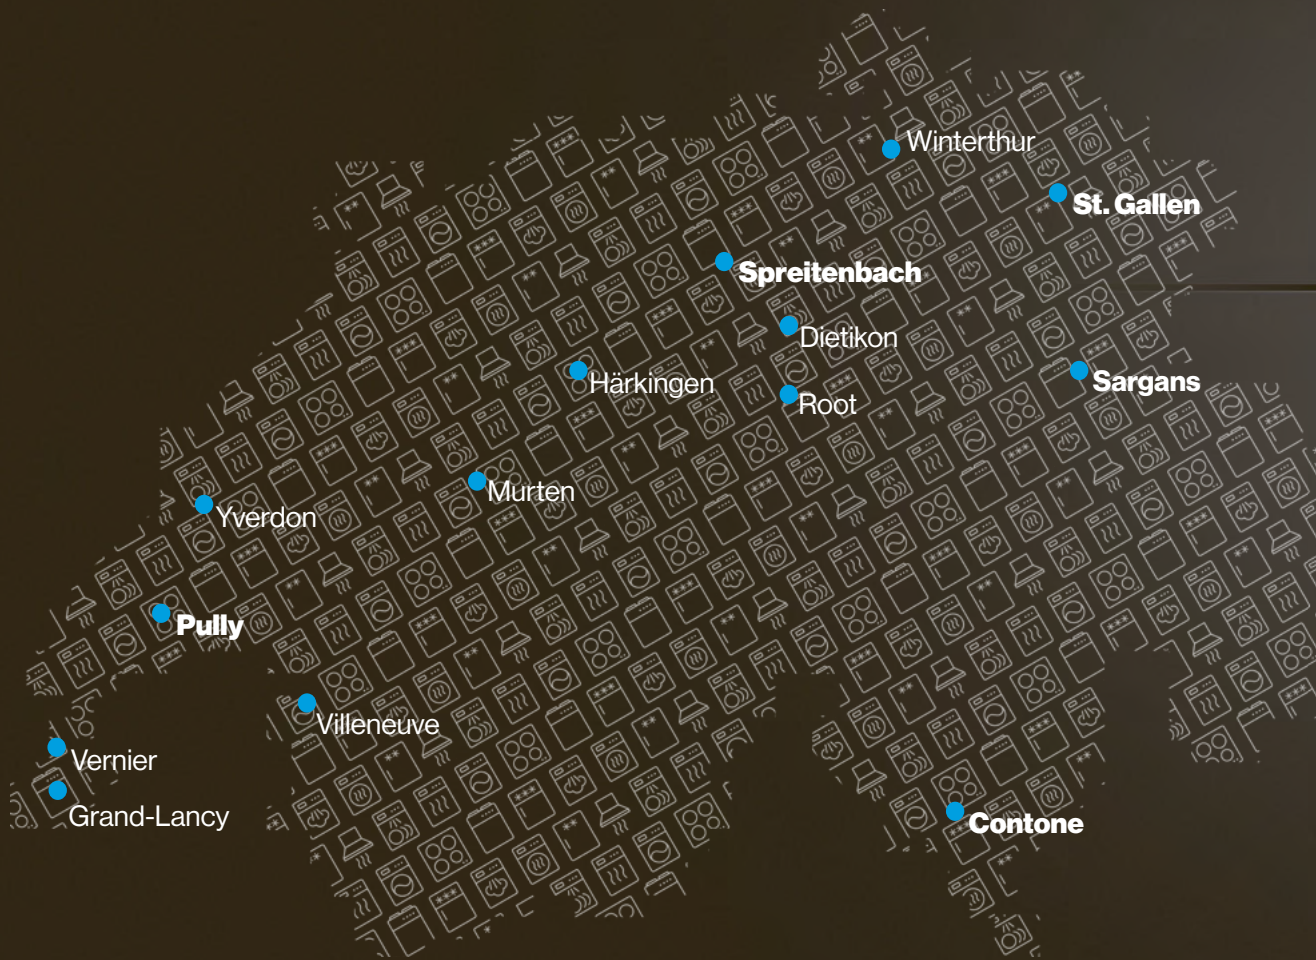 Winterthur
St. Gallen
Spreitenbach
Dietikon
Härkingen
Sargans
Root
Murten
Yverdon
Pully
Villeneuve
Vernier
Grand-Lancy
Contone